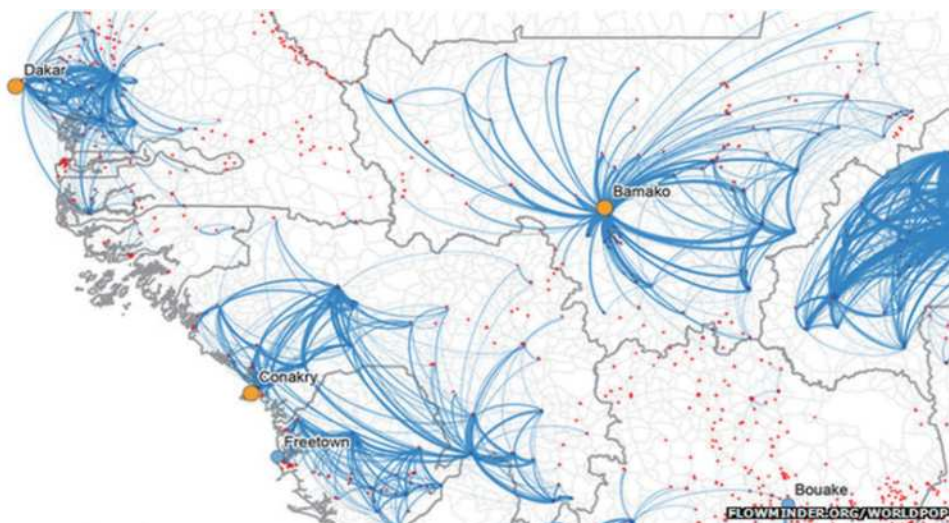 Dakar
Bamako
Conakry
Freetown
Bouake
FLOWMINDER.ORG/WORLDPOP